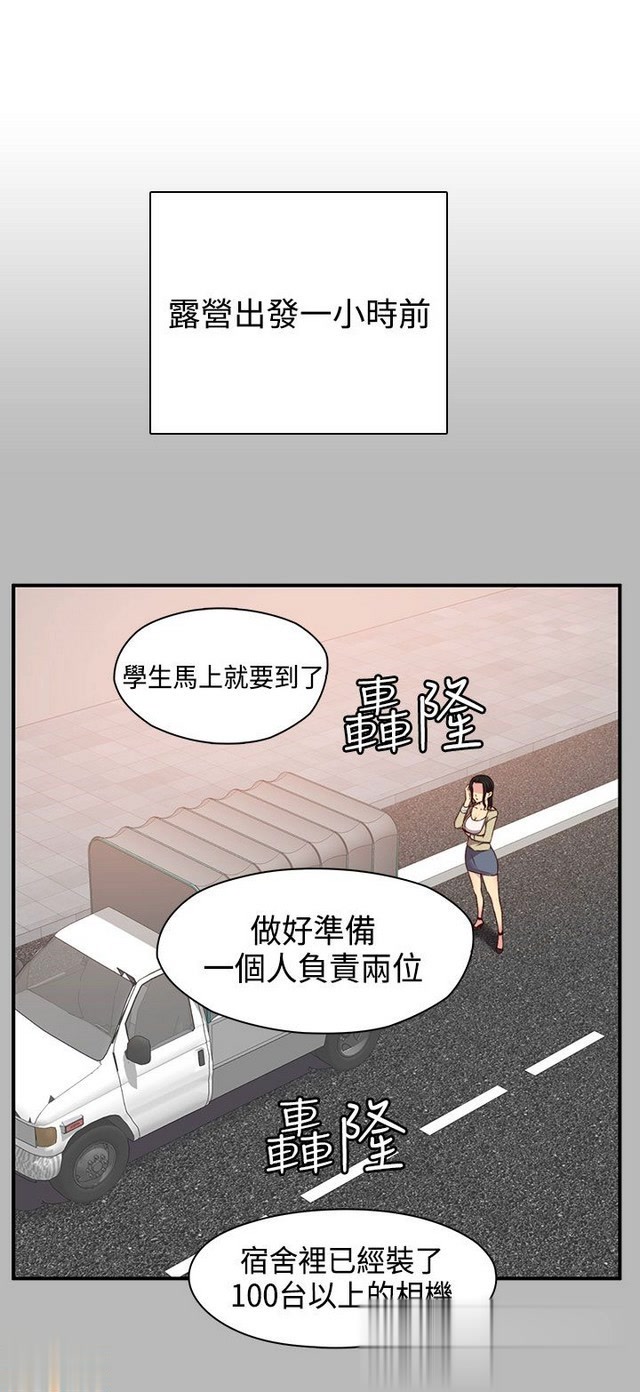 露營出發一小時前
學生馬上就要到了
轟隆
做好準備
一個人負責兩位
轟隆
宿舍裡已經裝了
100台以上的相機